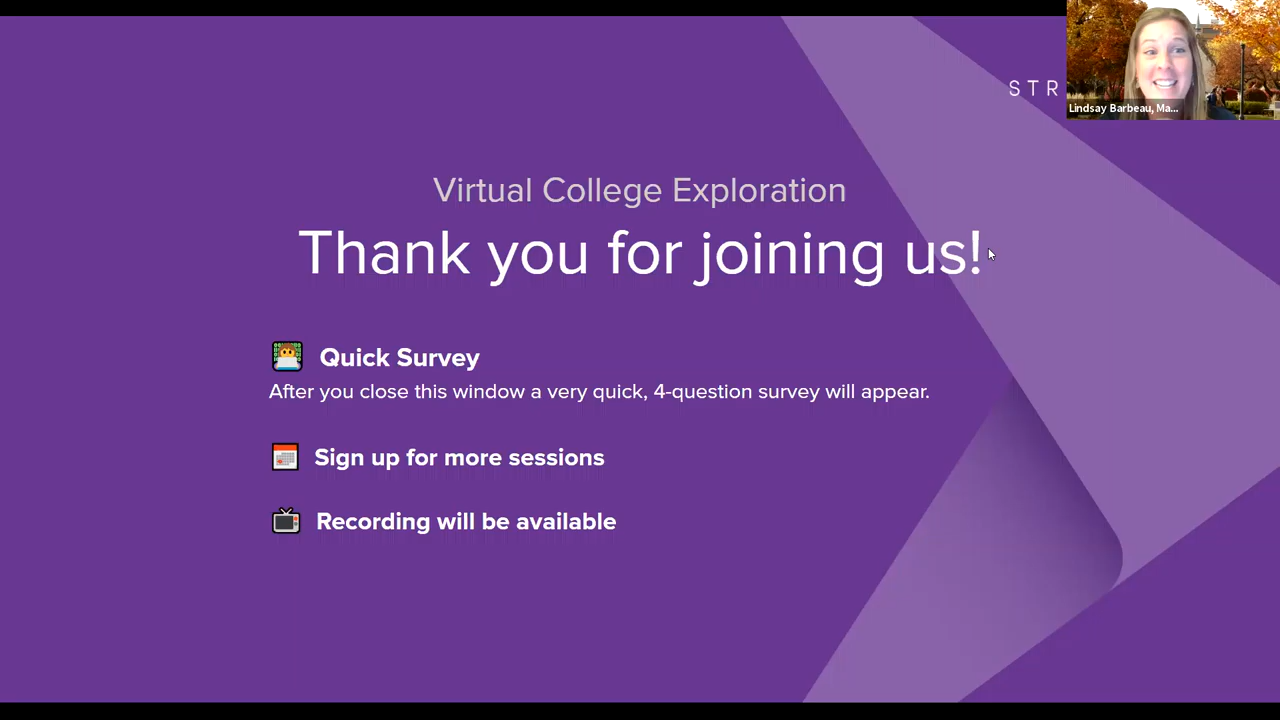 STR
Lindsay Barbeau, Ma...
Virtual College Exploration
Thank you for joining us!
Quick Survey
After you close this window a very quick, 4-question survey will appear.
Sign up for more sessions
Recording will be available